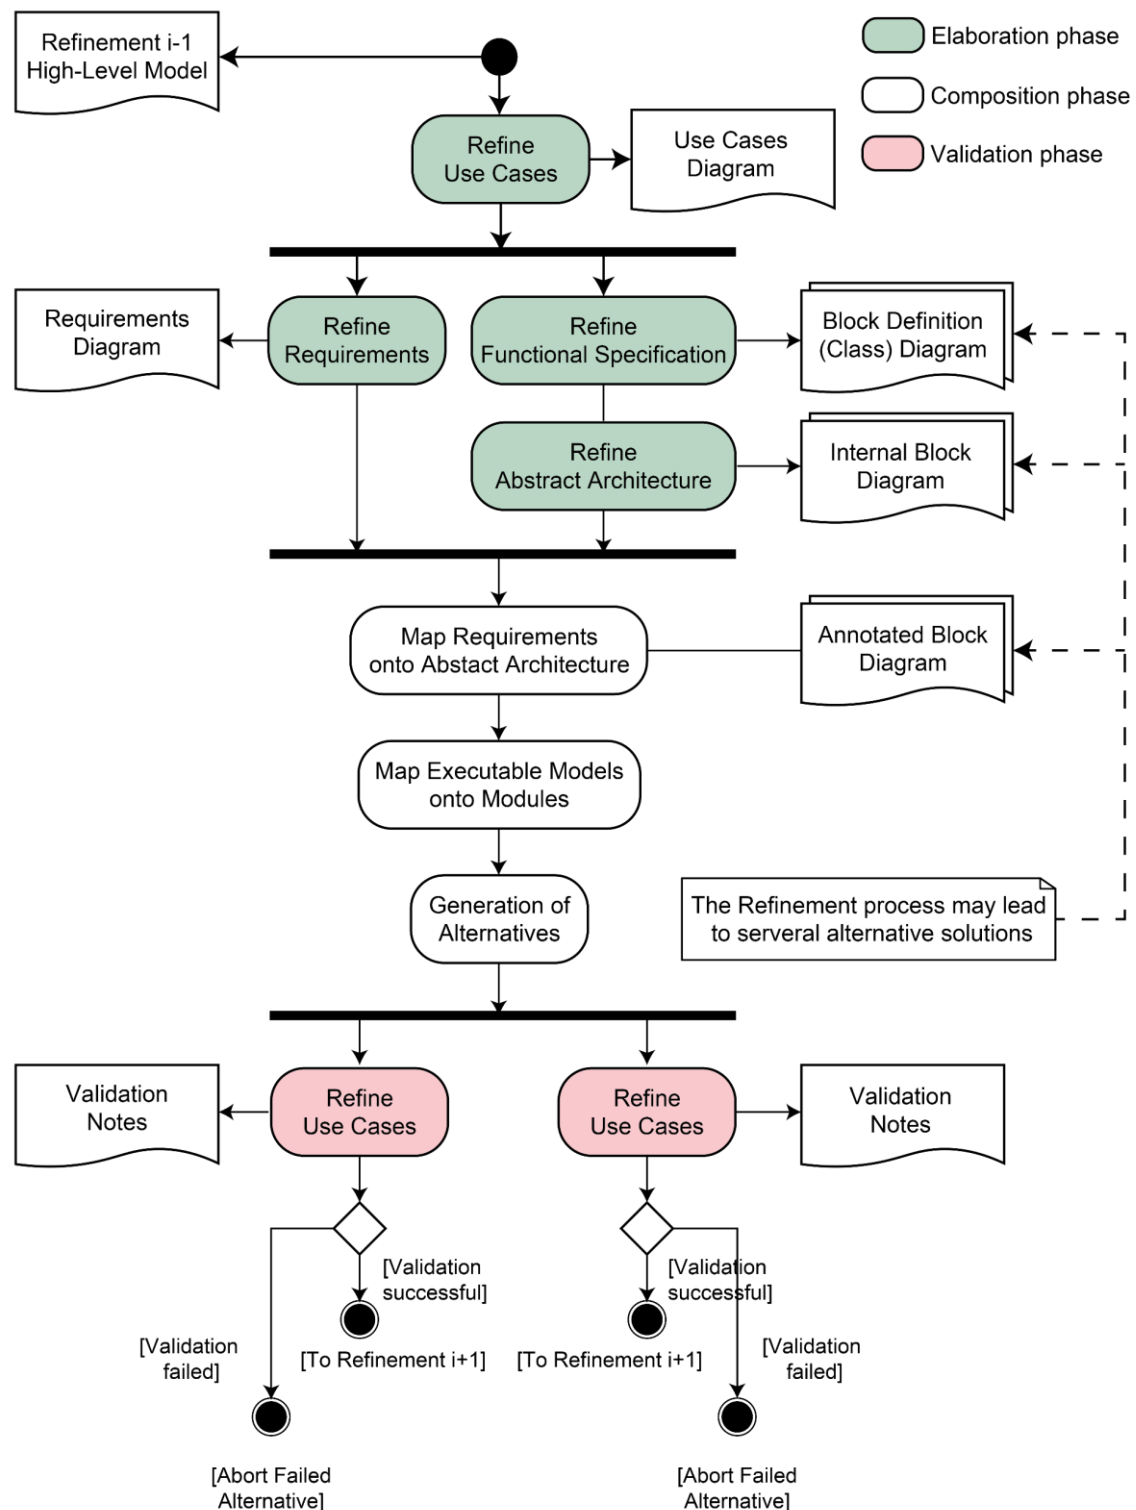 Refinement i-1
High-Level Model
Elaboration phase
Composition phase
Validation phase
Refine
Use Cases
Use Cases
Diagram
Requirements
Diagram
Refine
Requirements
Refine
Functional Specification
Block Definition
(Class) Diagram
Refine
Abstract Architecture
Internal Block
Diagram
Map Requirements
onto Abstact Architecture
Annotated Block
Diagram
Map Executable Models
onto Modules
Generation of
Alternatives
The Refinement process may lead
to serveral alternative solutions
Validation
Notes
Refine
Use Cases
Refine
Use Cases
Validation
Notes
[Validation
successful]
[Validation
successful]
[Validation
failed]
[To Refinement i+1]
[To Refinement i+1]
[Validation
failed]
[Abort Failed
Alternative]
[Abort Failed
Alternative]